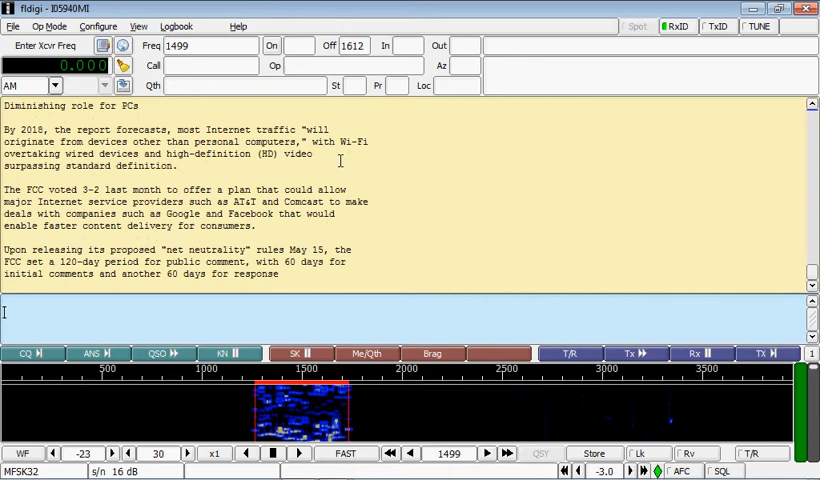 fldigi - ID5940MI
File Op Mode Configure View Logbook Help Spot RxID TxID TUNE
Enter Xcvr Freq Freq 1499 On Off 1612 In Out
0.000 Call Op Az
AM Qth St Pr Loc
Diminishing role for PCs
By 2018, the report forecasts, most Internet traffic "will
originate from devices other than personal computers," with Wi-Fi
overtaking wired devices and high-definition (HD) video
surpassing standard definition.
The FCC voted 3-2 last month to offer a plan that could allow
major Internet service providers such as AT&T and Comcast to make
deals with companies such as Google and Facebook that would
enable faster content delivery for consumers.
Upon releasing its proposed "net neutrality" rules May 15, the
FCC set a 120-day period for public comment, with 60 days for
initial comments and another 60 days for response
CQ ANS QSO KN SK Me/Qth Brag T/R Tx Rx TX 1
500 1000 1500 2000 2500 3000 3500
WF -23 30 x1 FAST 1499 QSY Store Lk Rv T/R
MFSK32 s/n 16 dB -3.0 AFC SQL